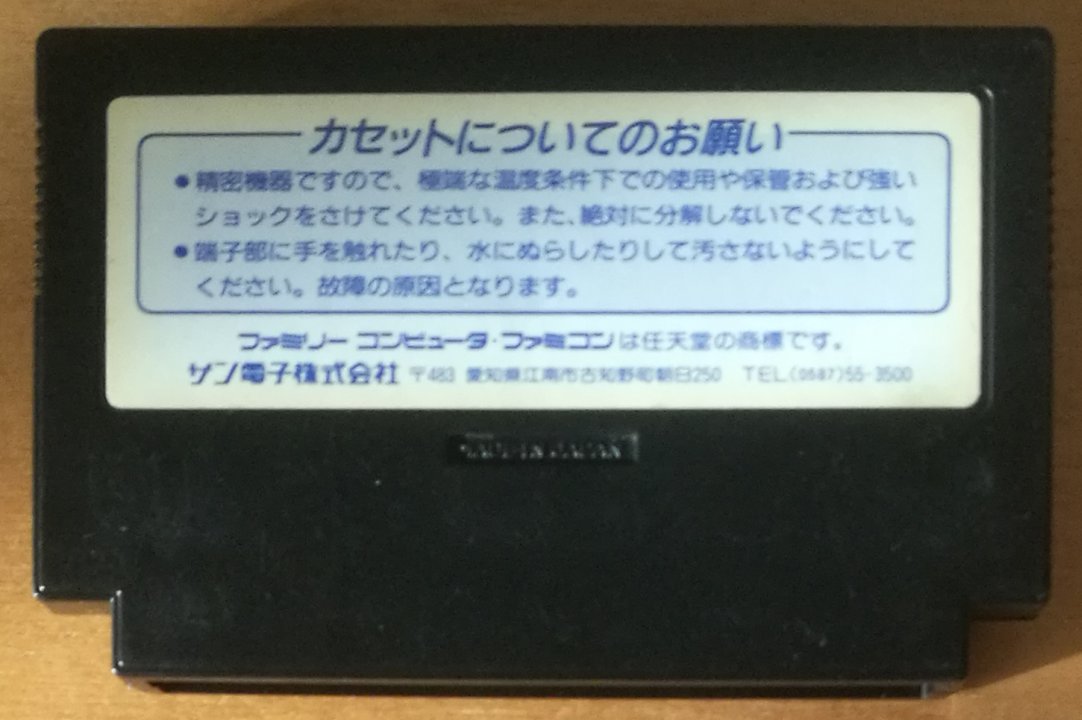 カセットについてのお願い
●精密機器ですので、極端な温度条件下での使用や保管および強い
ショックをさけてください。また、絶対に分解しないでください。
●端子部に手を触れたり、水にぬらしたりして汚さないようにして
ください。故障の原因となります。
ファミリーコンピュータ・ファミコンは任天堂の商標です。
サン電子株式会社 〒483 愛知県江南市古知野町朝日250 TEL(0587)55-3500
MADE IN JAPAN